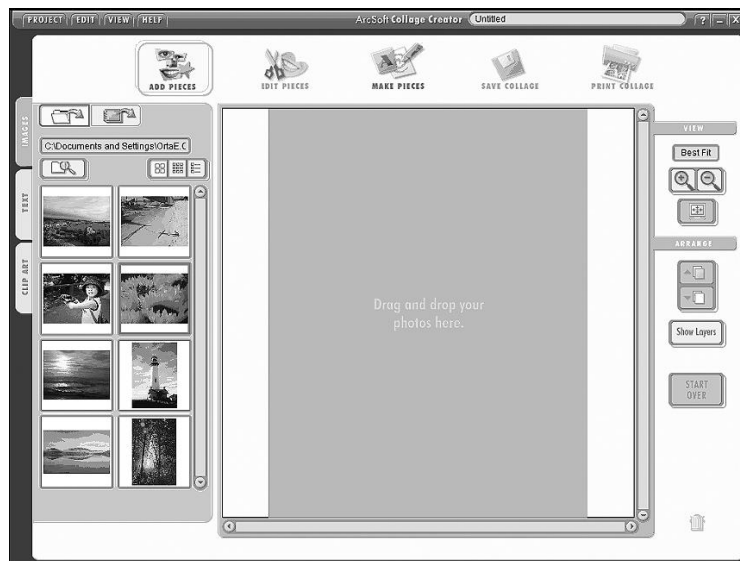 PROJECT EDIT VIEW HELP ArcSoft Collage Creator Untitled ? – X
ADD PIECES EDIT PIECES MAKE PIECES SAVE COLLAGE PRINT COLLAGE
IMAGES
TEXT
CLIP ART
C:\Documents and Settings\OrtaE.C
Drag and drop your
photos here.
VIEW
Best Fit
ARRANGE
Show Layers
START
OVER